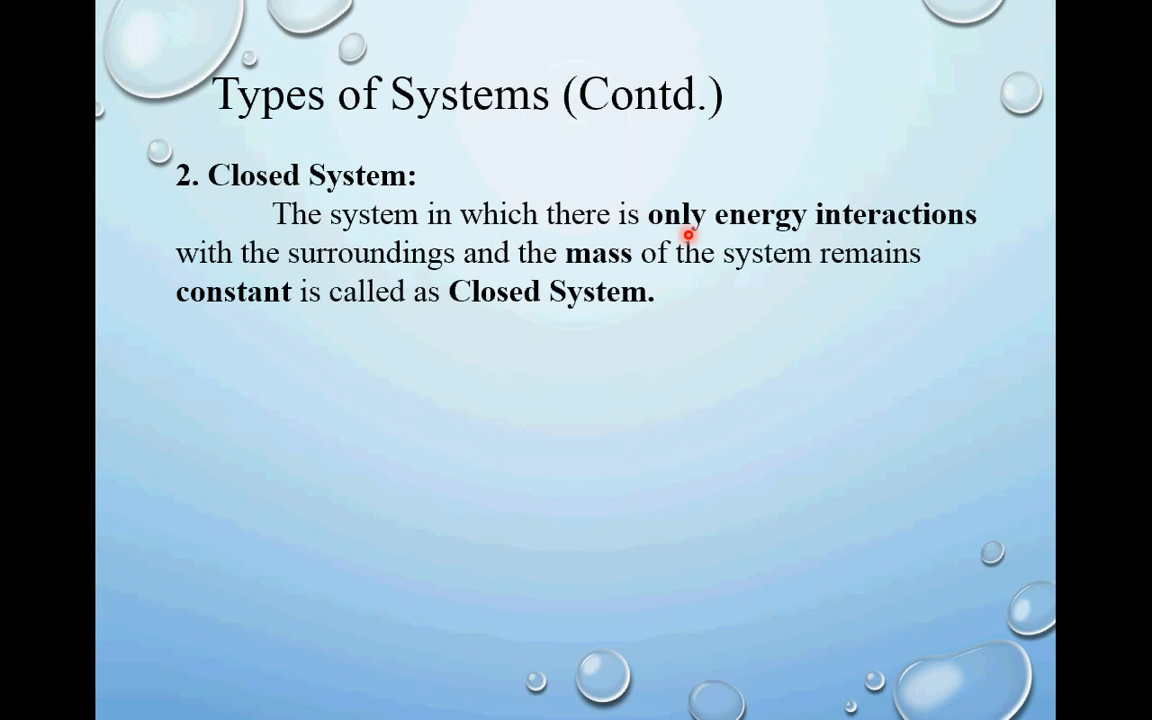 Types of Systems (Contd.)
2. Closed System:
The system in which there is only energy interactions
with the surroundings and the mass of the system remains
constant is called as Closed System.